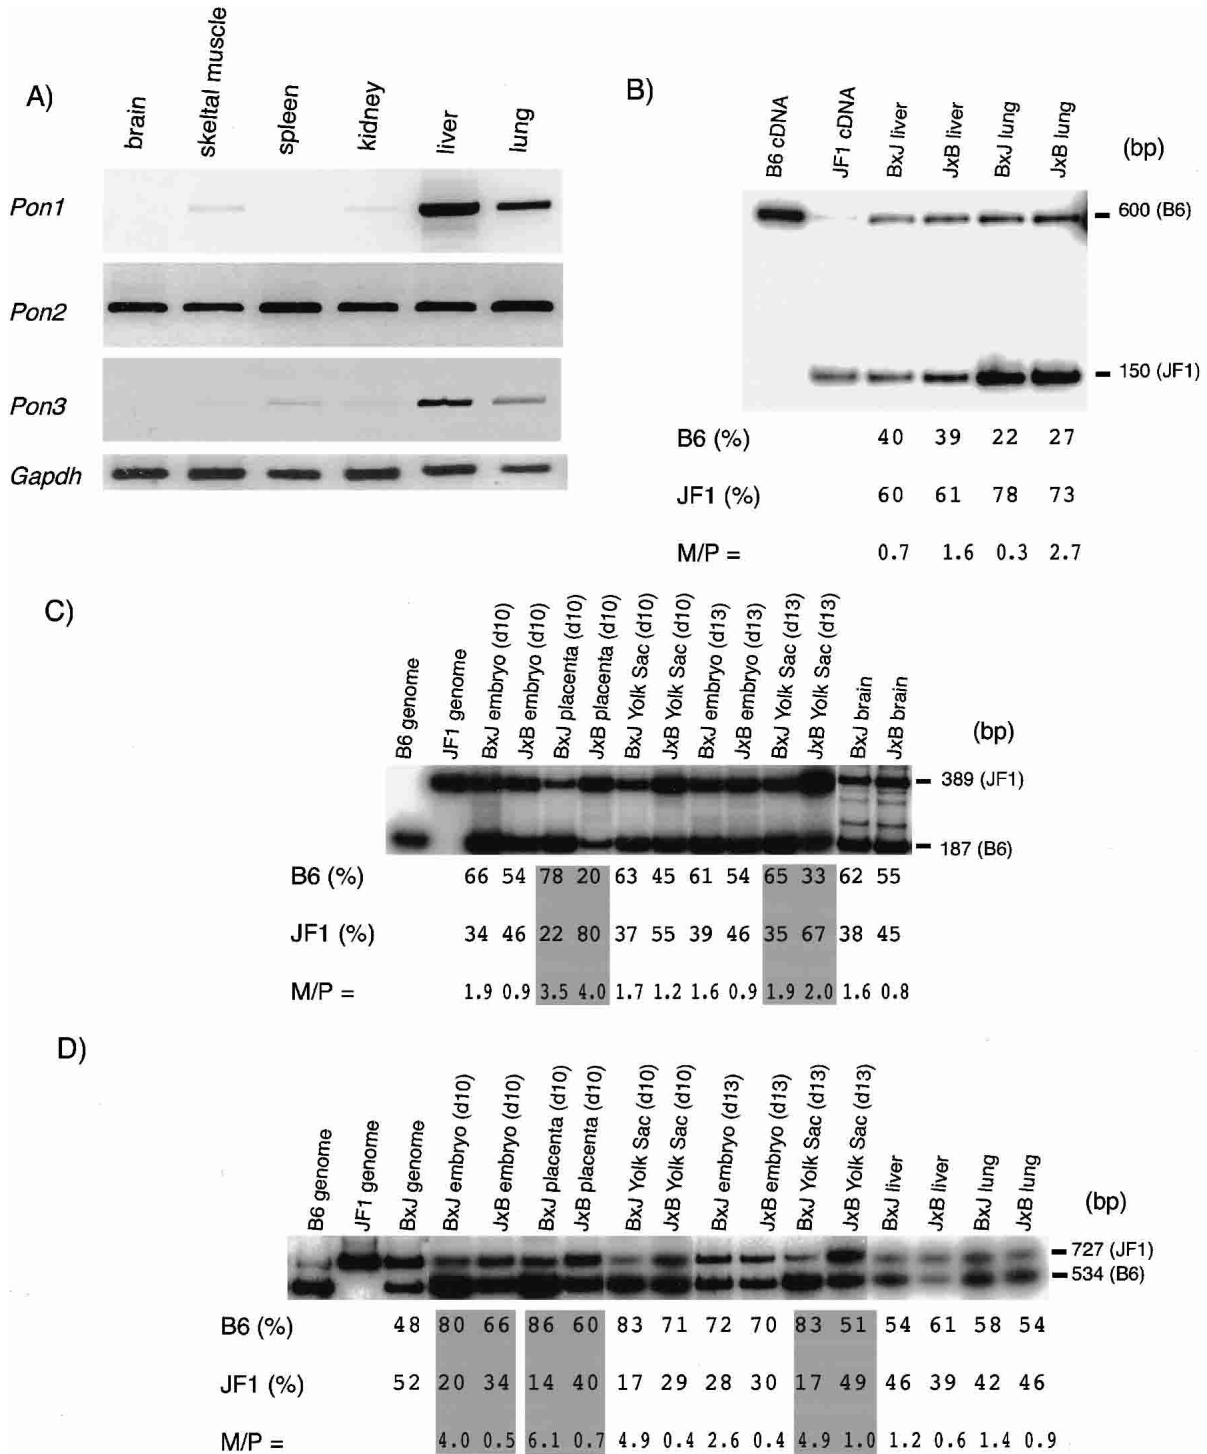 A)
brain
skeltal muscle
spleen
kidney
liver
lung
Pon1
Pon2
Pon3
Gapdh
B)
B6 cDNA
JF1 cDNA
BxJ liver
JxB liver
BxJ lung
JxB lung
(bp)
600 (B6)
150 (JF1)
B6 (%) 40 39 22 27
JF1 (%) 60 61 78 73
M/P = 0.7 1.6 0.3 2.7
C)
B6 genome
JF1 genome
BxJ embryo (d10)
JxB embryo (d10)
BxJ placenta (d10)
JxB placenta (d10)
BxJ Yolk Sac (d10)
JxB Yolk Sac (d10)
BxJ embryo (d13)
JxB embryo (d13)
BxJ Yolk Sac (d13)
JxB Yolk Sac (d13)
BxJ brain
JxB brain
(bp)
389 (JF1)
187 (B6)
B6 (%) 66 54 78 20 63 45 61 54 65 33 62 55
JF1 (%) 34 46 22 80 37 55 39 46 35 67 38 45
M/P = 1.9 0.9 3.5 4.0 1.7 1.2 1.6 0.9 1.9 2.0 1.6 0.8
D)
B6 genome
JF1 genome
BxJ genome
BxJ embryo (d10)
JxB embryo (d10)
BxJ placenta (d10)
JxB placenta (d10)
BxJ Yolk Sac (d10)
JxB Yolk Sac (d10)
BxJ embryo (d13)
JxB embryo (d13)
BxJ Yolk Sac (d13)
JxB Yolk Sac (d13)
BxJ liver
JxB liver
BxJ lung
JxB lung
(bp)
727 (JF1)
534 (B6)
B6 (%) 48 80 66 86 60 83 71 72 70 83 51 54 61 58 54
JF1 (%) 52 20 34 14 40 17 29 28 30 17 49 46 39 42 46
M/P = 4.0 0.5 6.1 0.7 4.9 0.4 2.6 0.4 4.9 1.0 1.2 0.6 1.4 0.9